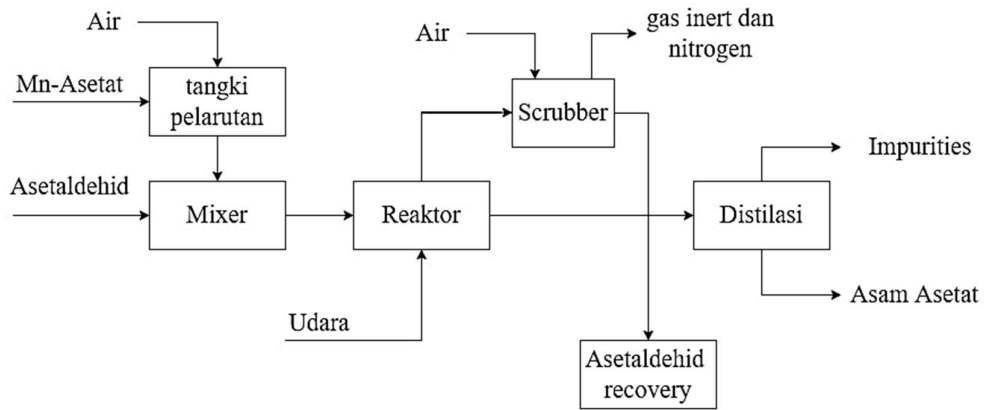 Air
Mn-Asetat
tangki
pelarutan
Asetaldehid
Mixer
Reaktor
Udara
Air
Scrubber
gas inert dan
nitrogen
Distilasi
Impurities
Asam Asetat
Asetaldehid
recovery